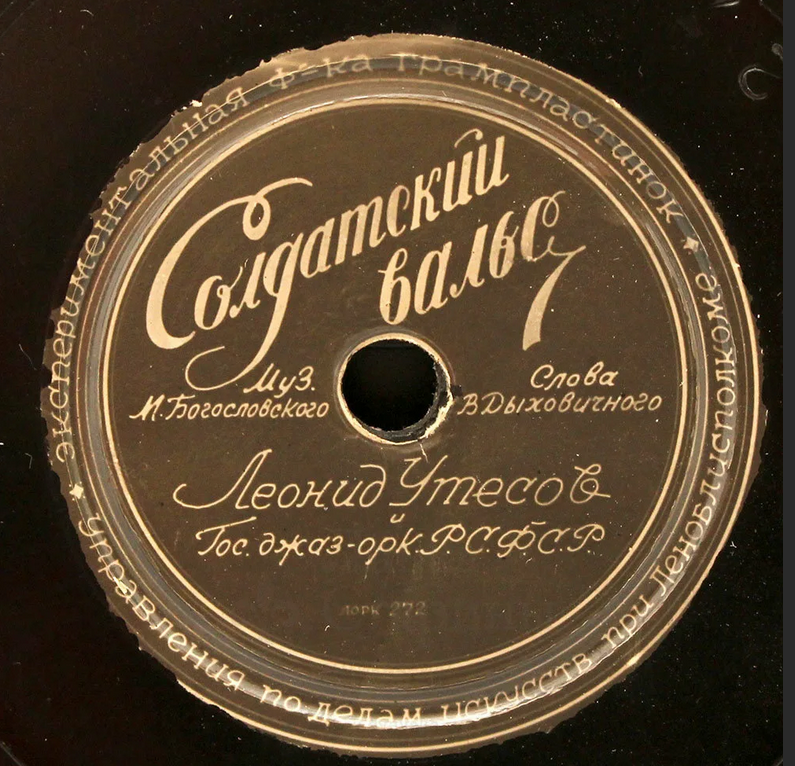 экспериментальная ф-ка грампластинок
управления по делам искусств при леноблисполкоме
Солдатский
вальс
Муз. Слова
М.Богословского В.Дыховичного
Леонид Утесов
и
Гос. джаз-орк. Р.С.Ф.С.Р.
лорк 272